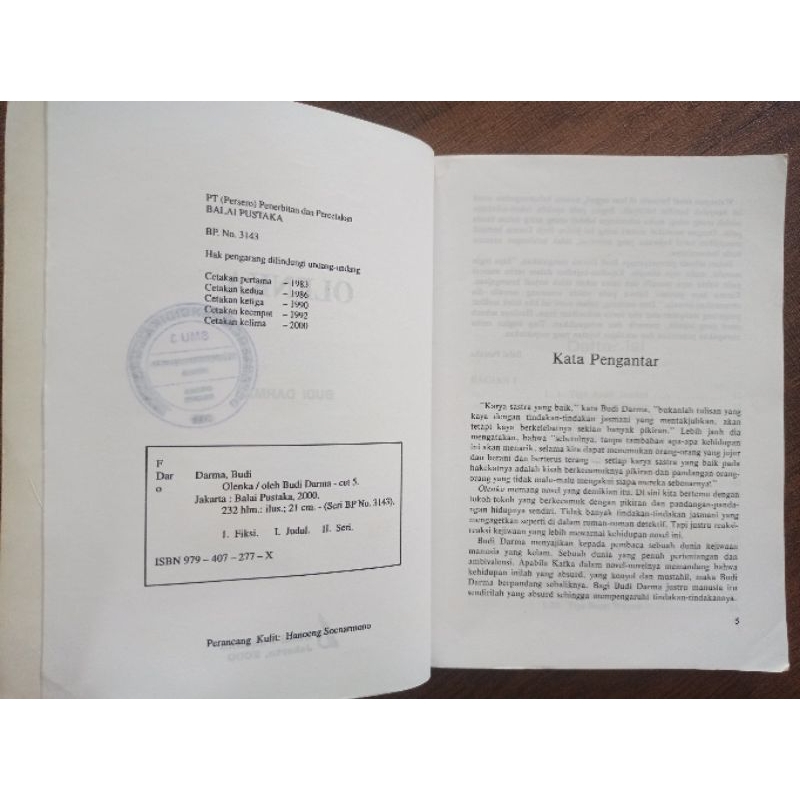 PT (Persero) Penerbitan dan Percetakan
BALAI PUSTAKA
BP. No. 3143
Hak pengarang dilindungi undang-undang
Cetakan pertama – 1983
Cetakan kedua – 1986
Cetakan ketiga – 1990
Cetakan keempat – 1992
Cetakan kelima – 2000
SMU 3
F
Dar Darma, Budi
o Olenka / oleh Budi Darma - cet 5.
Jakarta : Balai Pustaka, 2000.
232 hlm.: ilus.; 21 cm. - (Seri BP No. 3143).
1. Fiksi. I. Judul. II. Seri.
ISBN 979 – 407 – 277 – X
Perancang Kulit: Hanoeng Soenarmono
Kata Pengantar
"Karya sastra yang baik," kata Budi Darma, "bukanlah tulisan yang
kaya dengan tindakan-tindakan jasmani yang mentakjubkan, akan
tetapi kaya berkelebatnya sekian banyak pikiran." Lebih jauh dia
mengatakan, bahwa "sebetulnya, tanpa tambahan apa-apa kehidupan
ini akan menarik, selama kita dapat menemukan orang-orang yang jujur
dan berani dan berterus terang ... setiap karya sastra yang baik pada
hakekatnya adalah kisah berkecamuknya pikiran dan pandangan orang-
orang yang tidak malu-malu mengakui siapa mereka sebenarnya!"
Olenka memang novel yang demikian itu. Di sini kita bertemu dengan
tokoh-tokoh yang berkecamuk dengan pikiran dan pandangan-pandangan
hidupnya sendiri. Tidak banyak tindakan-tindakan jasmani yang
mengagetkan seperti di dalam roman-roman detektif. Tapi justru reaksi-
reaksi kejiwaan yang lebih mewarnai kehidupan novel ini.
Budi Darma menyajikan kepada pembaca sebuah dunia kejiwaan
manusia yang kelam. Sebuah dunia yang penuh pertentangan dan
ambivalensi. Apabila Kafka dalam novel-novelnya memandang bahwa
kehidupan inilah yang absurd, yang konyol dan mustahil, maka Budi
Darma berpandang sebaliknya. Bagi Budi Darma justru manusia itu
sendirilah yang absurd sehingga mempengaruhi tindakan-tindakannya.
5